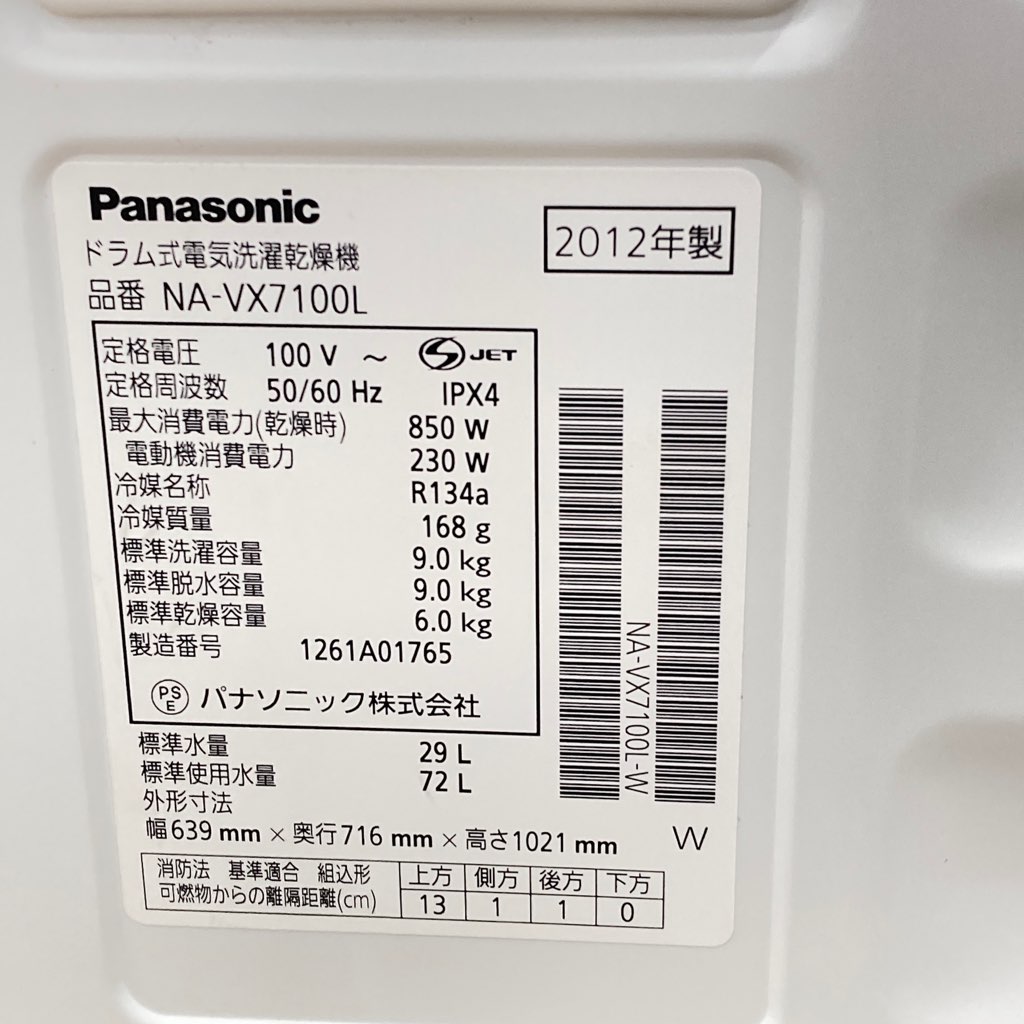 Panasonic
2012年製
ドラム式電気洗濯乾燥機
品番 NA-VX7100L
定格電圧 100 V ～ S JET
定格周波数 50/60 Hz IPX4
最大消費電力(乾燥時) 850 W
電動機消費電力 230 W
冷媒名称 R134a
冷媒質量 168 g
標準洗濯容量 9.0 kg
標準脱水容量 9.0 kg
標準乾燥容量 6.0 kg
製造番号 1261A01765
PSE パナソニック株式会社
NA-VX7100L-W
標準水量 29 L
標準使用水量 72 L
外形寸法
幅639 mm × 奥行716 mm × 高さ1021 mm W
消防法 基準適合 組込形 上方 側方 後方 下方
可燃物からの離隔距離(cm) 13 1 1 0